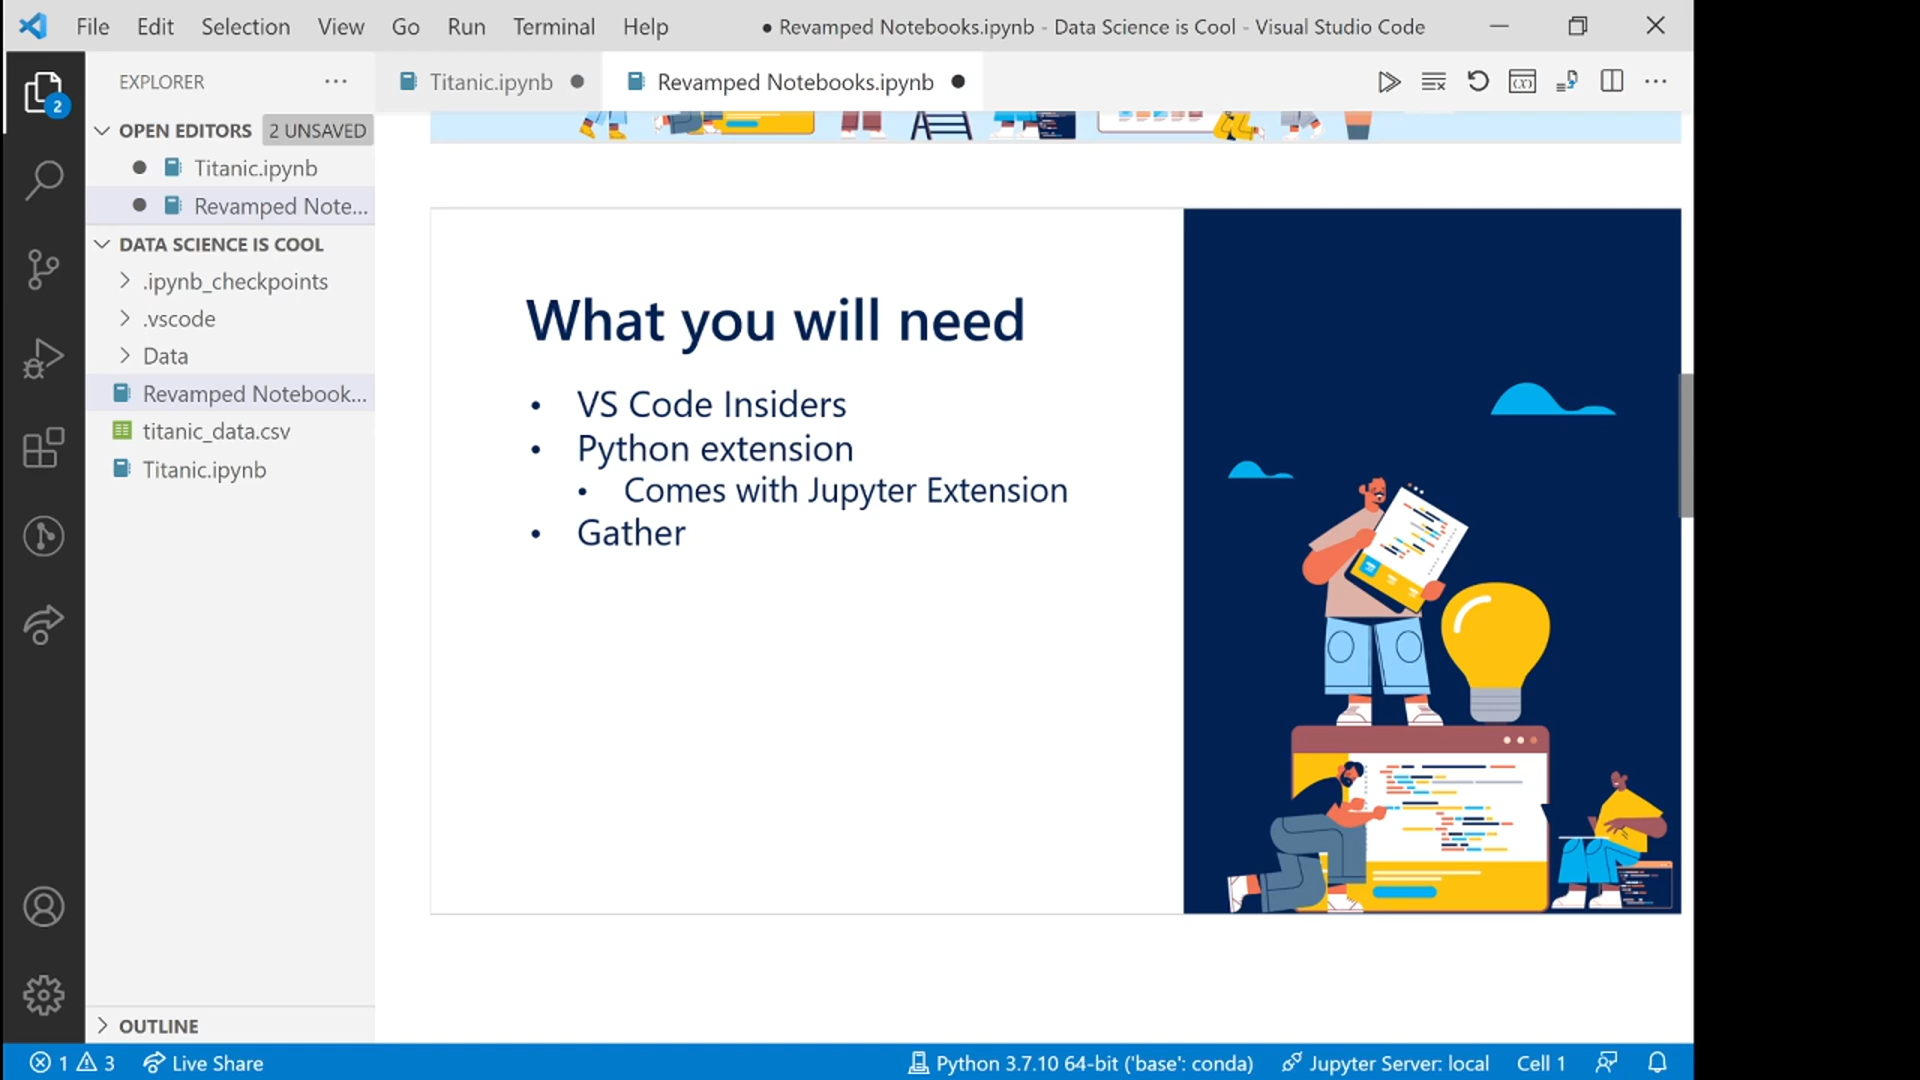 File Edit Selection View Go Run Terminal Help ● Revamped Notebooks.ipynb - Data Science is Cool - Visual Studio Code
2
EXPLORER ···
Titanic.ipynb ●
Revamped Notebooks.ipynb ●
OPEN EDITORS 2 UNSAVED
Titanic.ipynb
Revamped Note...
DATA SCIENCE IS COOL
.ipynb_checkpoints
.vscode
Data
Revamped Notebook...
titanic_data.csv
Titanic.ipynb
OUTLINE
What you will need
• VS Code Insiders
• Python extension
• Comes with Jupyter Extension
• Gather
1 3 Live Share Python 3.7.10 64-bit ('base': conda) Jupyter Server: local Cell 1